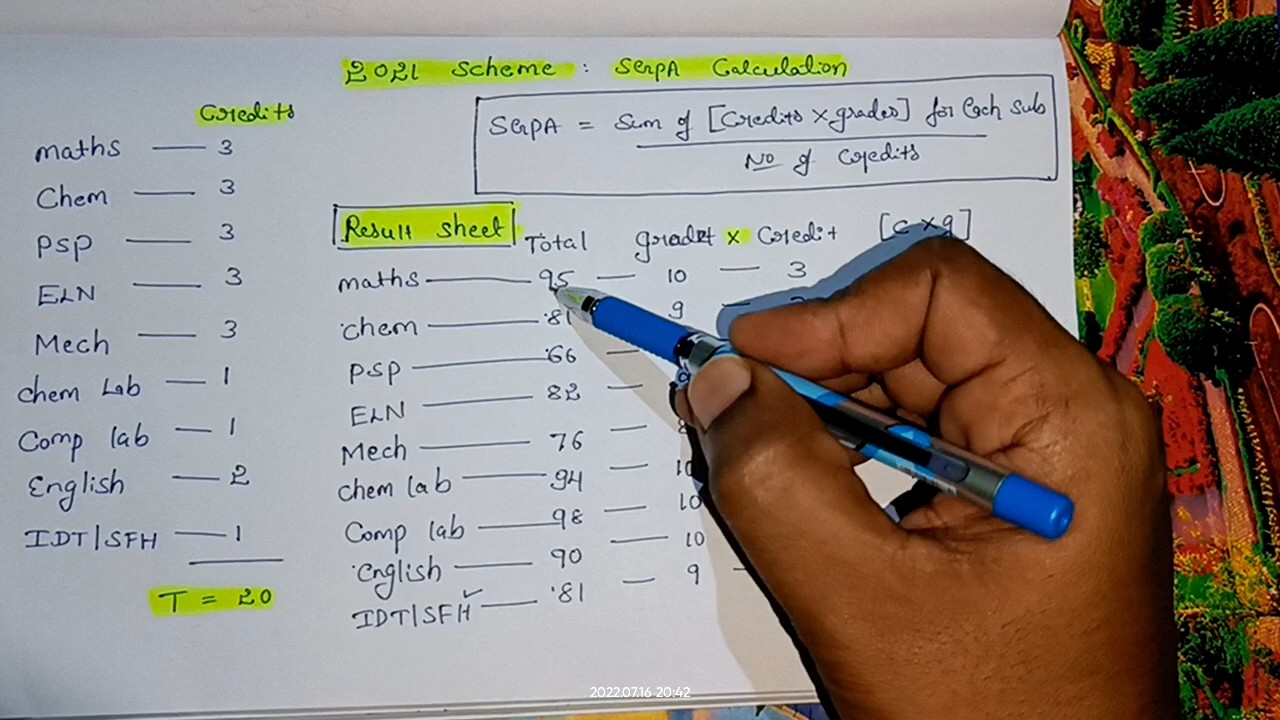 2021 Scheme : SGPA Calculation
Credits
maths — 3
Chem — 3
PSP — 3
ELN — 3
Mech — 3
chem Lab — 1
Comp lab — 1
English — 2
IDT/SFH — 1
T = 20
SGPA = Sum of [Credits x grades] for Each Sub
No of Credits
Result sheet
Total grade x Credit [C x g]
maths — 95 — 10 — 3
chem — 81 9
PSP — 66 —
ELN — 82 —
Mech — 76 —
chem lab — 94 — 10
Comp lab — 98 — 10
English — 90 — 10
IDT/SFH — 81 — 9
2022.07.16 20:42